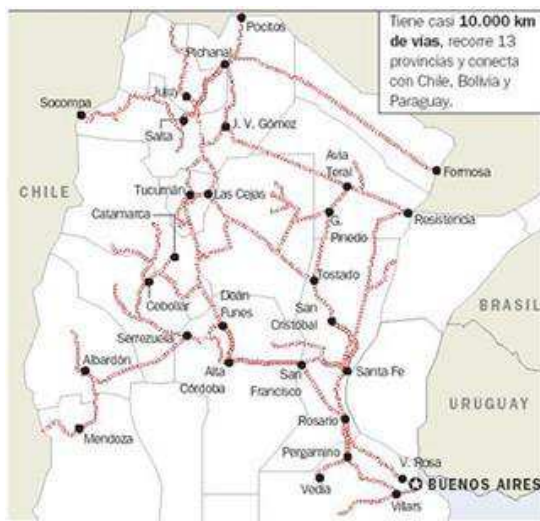 Pocitos
Tiene casi 10.000 km
de vías, recorre 13
provincias y conecta
con Chile, Bolivia y
Paraguay.
Pichanal
Jujuy
Socompa
Salta
J. V. Gómez
Formosa
Avia
Teral
CHILE
Tucumán
Las Cejas
Catamarca
G.
Pinedo
Resistencia
Tostado
Cebollar
Deán
Funes
San
Cristóbal
BRASIL
Serrezuela
Albardón
Alta
Córdoba
San
Francisco
Santa Fe
URUGUAY
Rosario
Mendoza
Pergamino
V. Rosa
BUENOS AIRES
Vedia
Villars